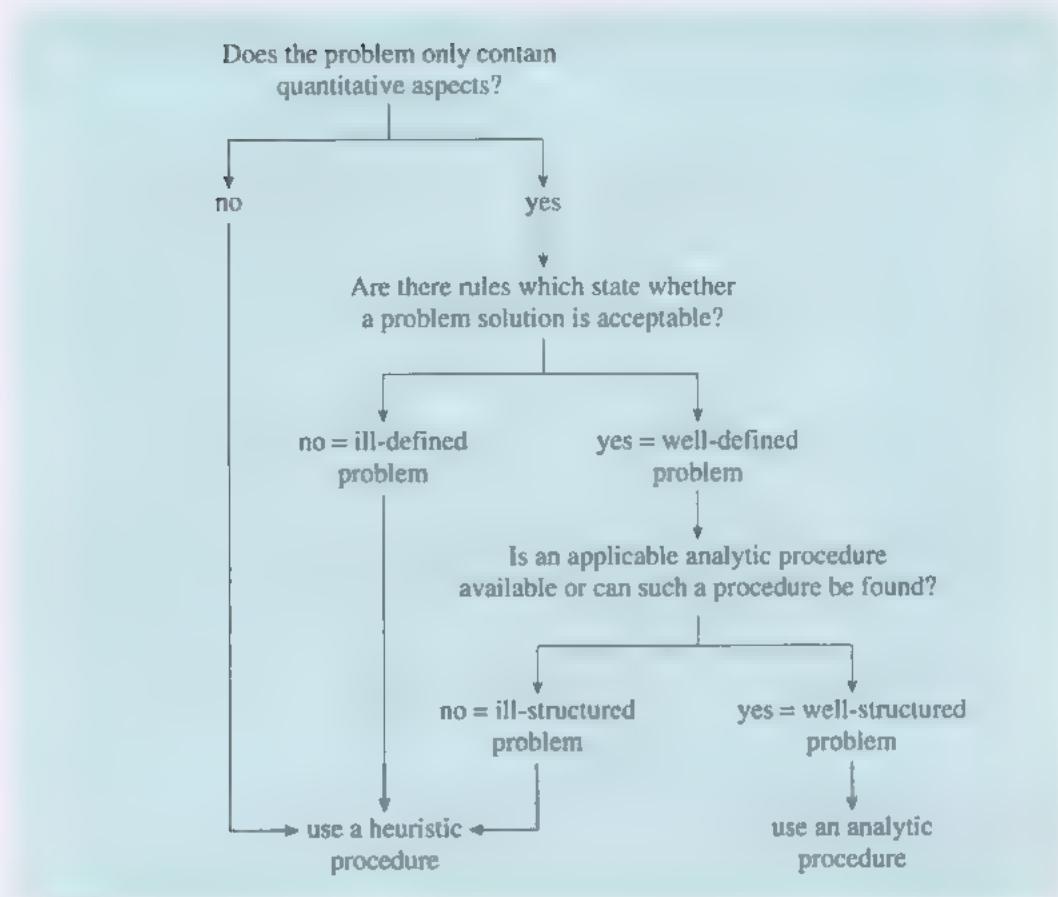 Does the problem only contain
quantitative aspects?
no
yes
Are there rules which state whether
a problem solution is acceptable?
no = ill-defined
problem
yes = well-defined
problem
Is an applicable analytic procedure
available or can such a procedure be found?
no = ill-structured
problem
yes = well-structured
problem
use a heuristic
procedure
use an analytic
procedure